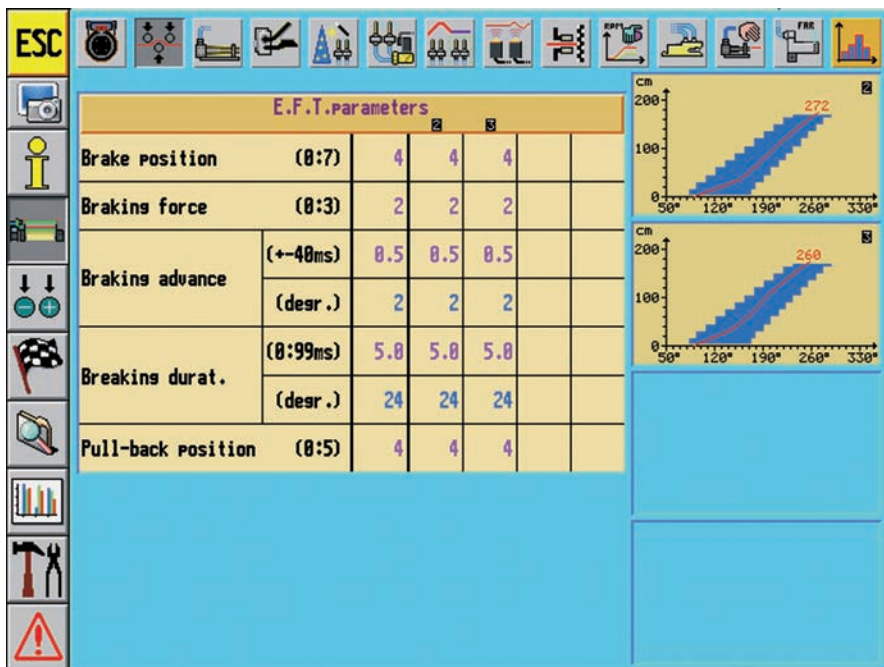 ESC
RPM
FAR
E.F.T.parameters
2 3
Brake position (0:7) 4 4 4
Braking force (0:3) 2 2 2
Braking advance
(+-40ms) 0.5 0.5 0.5
(degr.) 2 2 2
Breaking durat.
(0:99ms) 5.0 5.0 5.0
(degr.) 24 24 24
Pull-back position (0:5) 4 4 4
cm
2
200
272
100
0
50° 120° 190° 260° 330°
cm
3
200
260
100
0
50° 120° 190° 260° 330°